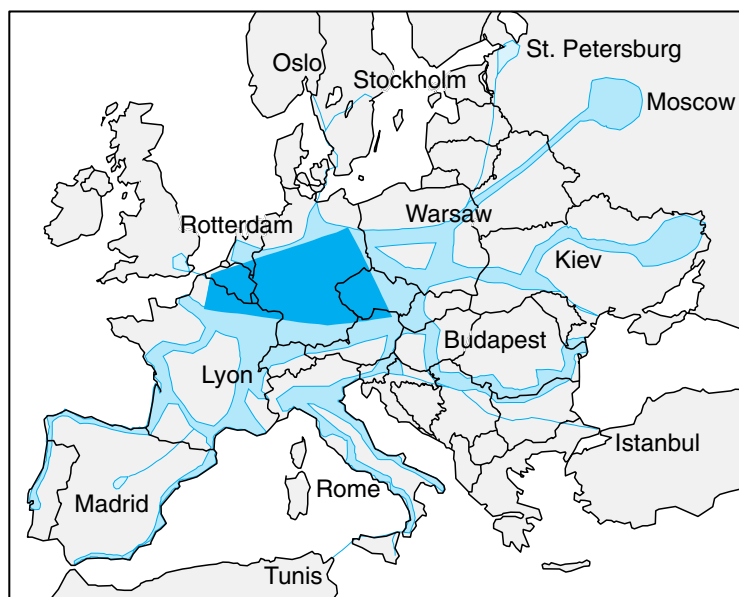 St. Petersburg
Oslo
Stockholm
Moscow
Rotterdam
Warsaw
Kiev
Budapest
Lyon
Istanbul
Madrid
Rome
Tunis